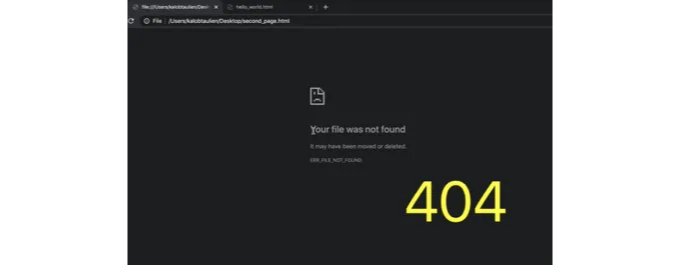 file:///Users/kalobtaulien/Desk
hello_world.html
File
/Users/kalobtaulien/Desktop/second_page.html
Your file was not found
It may have been moved or deleted.
ERR_FILE_NOT_FOUND
404